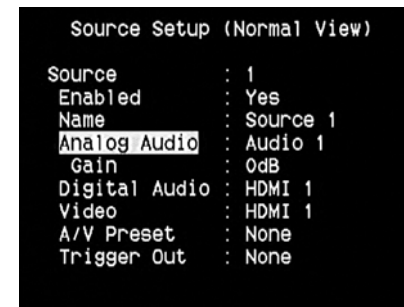 Source Setup (Normal View)
Source : 1
Enabled : Yes
Name : Source 1
Analog Audio : Audio 1
Gain : 0dB
Digital Audio : HDMI 1
Video : HDMI 1
A/V Preset : None
Trigger Out : None